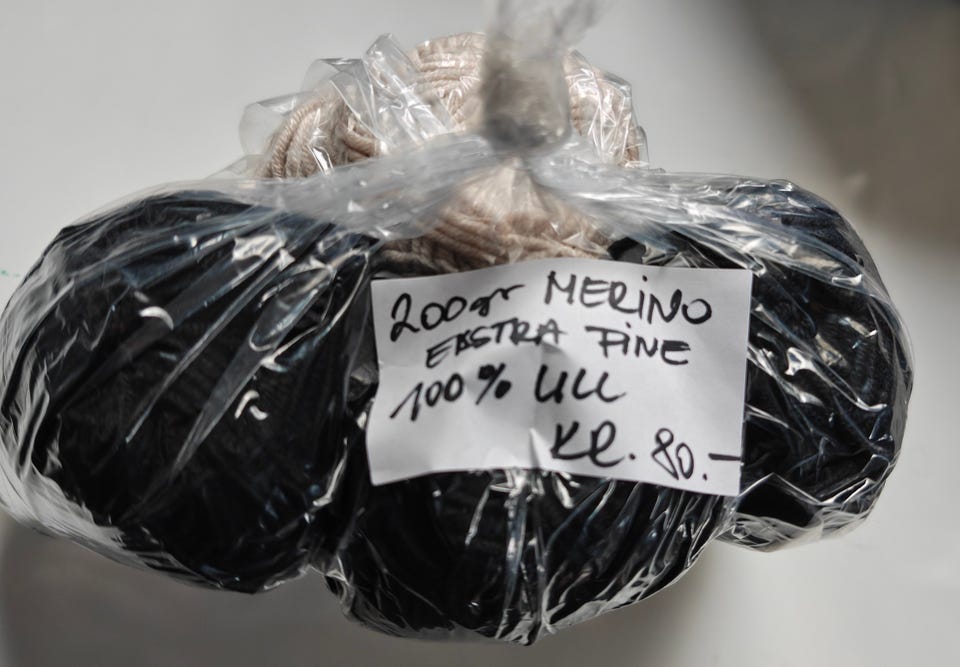 200gr MERINO
EKSTRA FINE
100% ULL
KR. 80.-